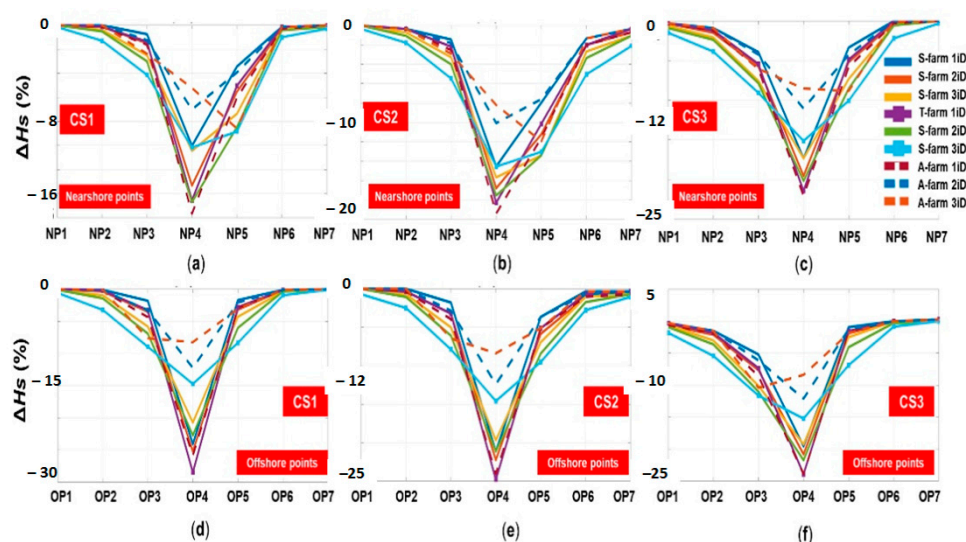 0
0
0
ΔHs (%)
– 8
– 10
– 12
– 16
– 20
– 25
CS1
CS2
CS3
Nearshore points
Nearshore points
Nearshore points
S-farm 1iD
S-farm 2iD
S-farm 3iD
T-farm 1iD
S-farm 2iD
S-farm 3iD
A-farm 1iD
A-farm 2iD
A-farm 3iD
NP1 NP2 NP3 NP4 NP5 NP6 NP7
NP1 NP2 NP3 NP4 NP5 NP6 NP7
NP1 NP2 NP3 NP4 NP5 NP6 NP7
(a)
(b)
(c)
0
0
5
ΔHs (%)
– 15
– 12
– 10
– 30
– 25
– 25
CS1
CS2
CS3
Offshore points
Offshore points
Offshore points
OP1 OP2 OP3 OP4 OP5 OP6 OP7
OP1 OP2 OP3 OP4 OP5 OP6 OP7
OP1 OP2 OP3 OP4 OP5 OP6 OP7
(d)
(e)
(f)